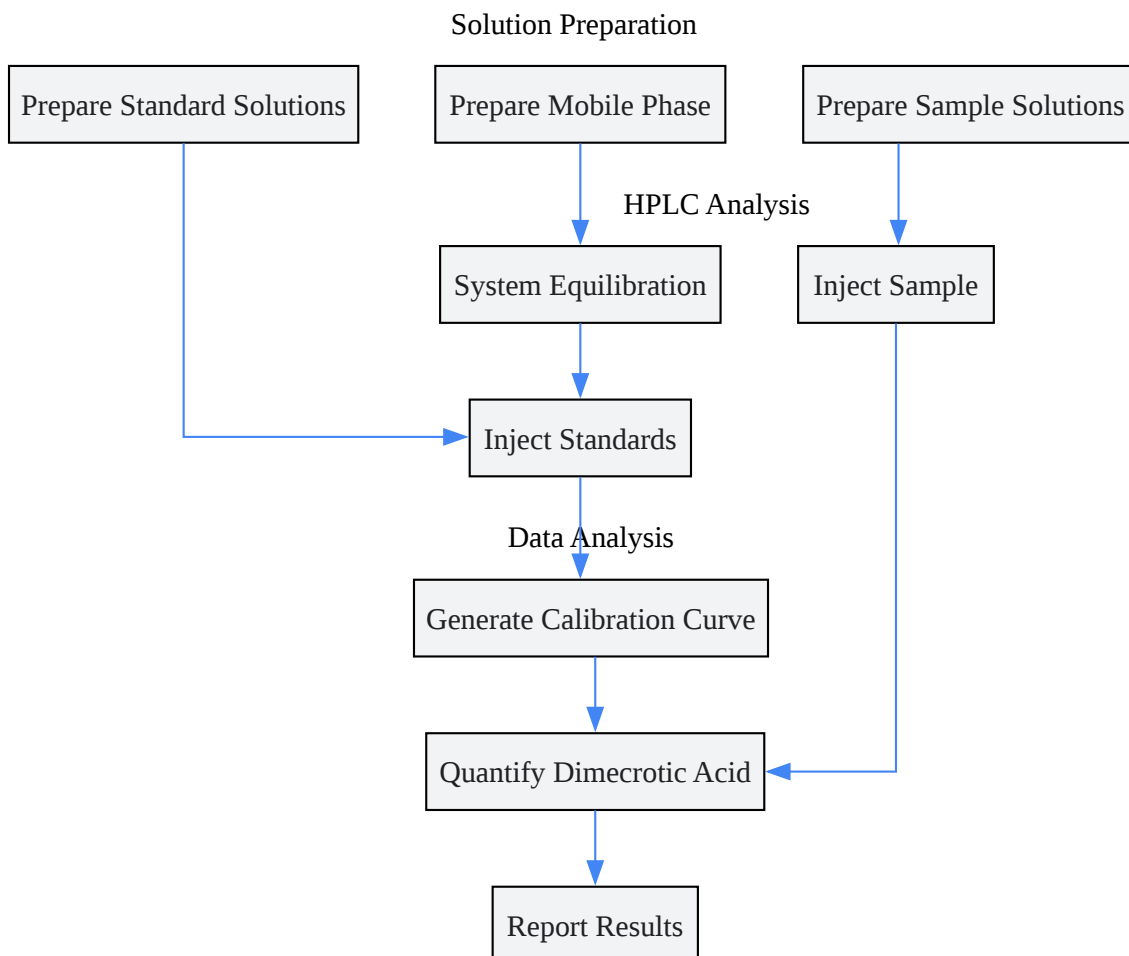 Solution Preparation
Prepare Standard Solutions
Prepare Mobile Phase
Prepare Sample Solutions
HPLC Analysis
System Equilibration
Inject Sample
Inject Standards
Data Analysis
Generate Calibration Curve
Quantify Dimecrotic Acid
Report Results